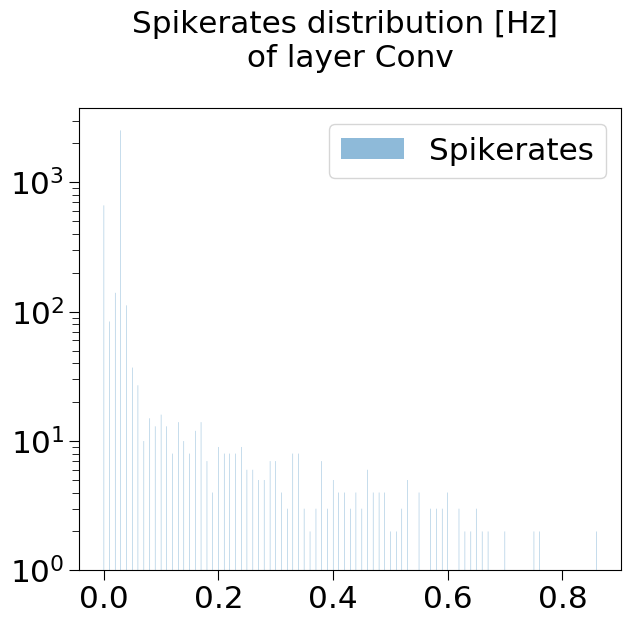 Spikerates distribution [Hz]
of layer Conv
Spikerates
10³
10²
10¹
10⁰
0.0 0.2 0.4 0.6 0.8